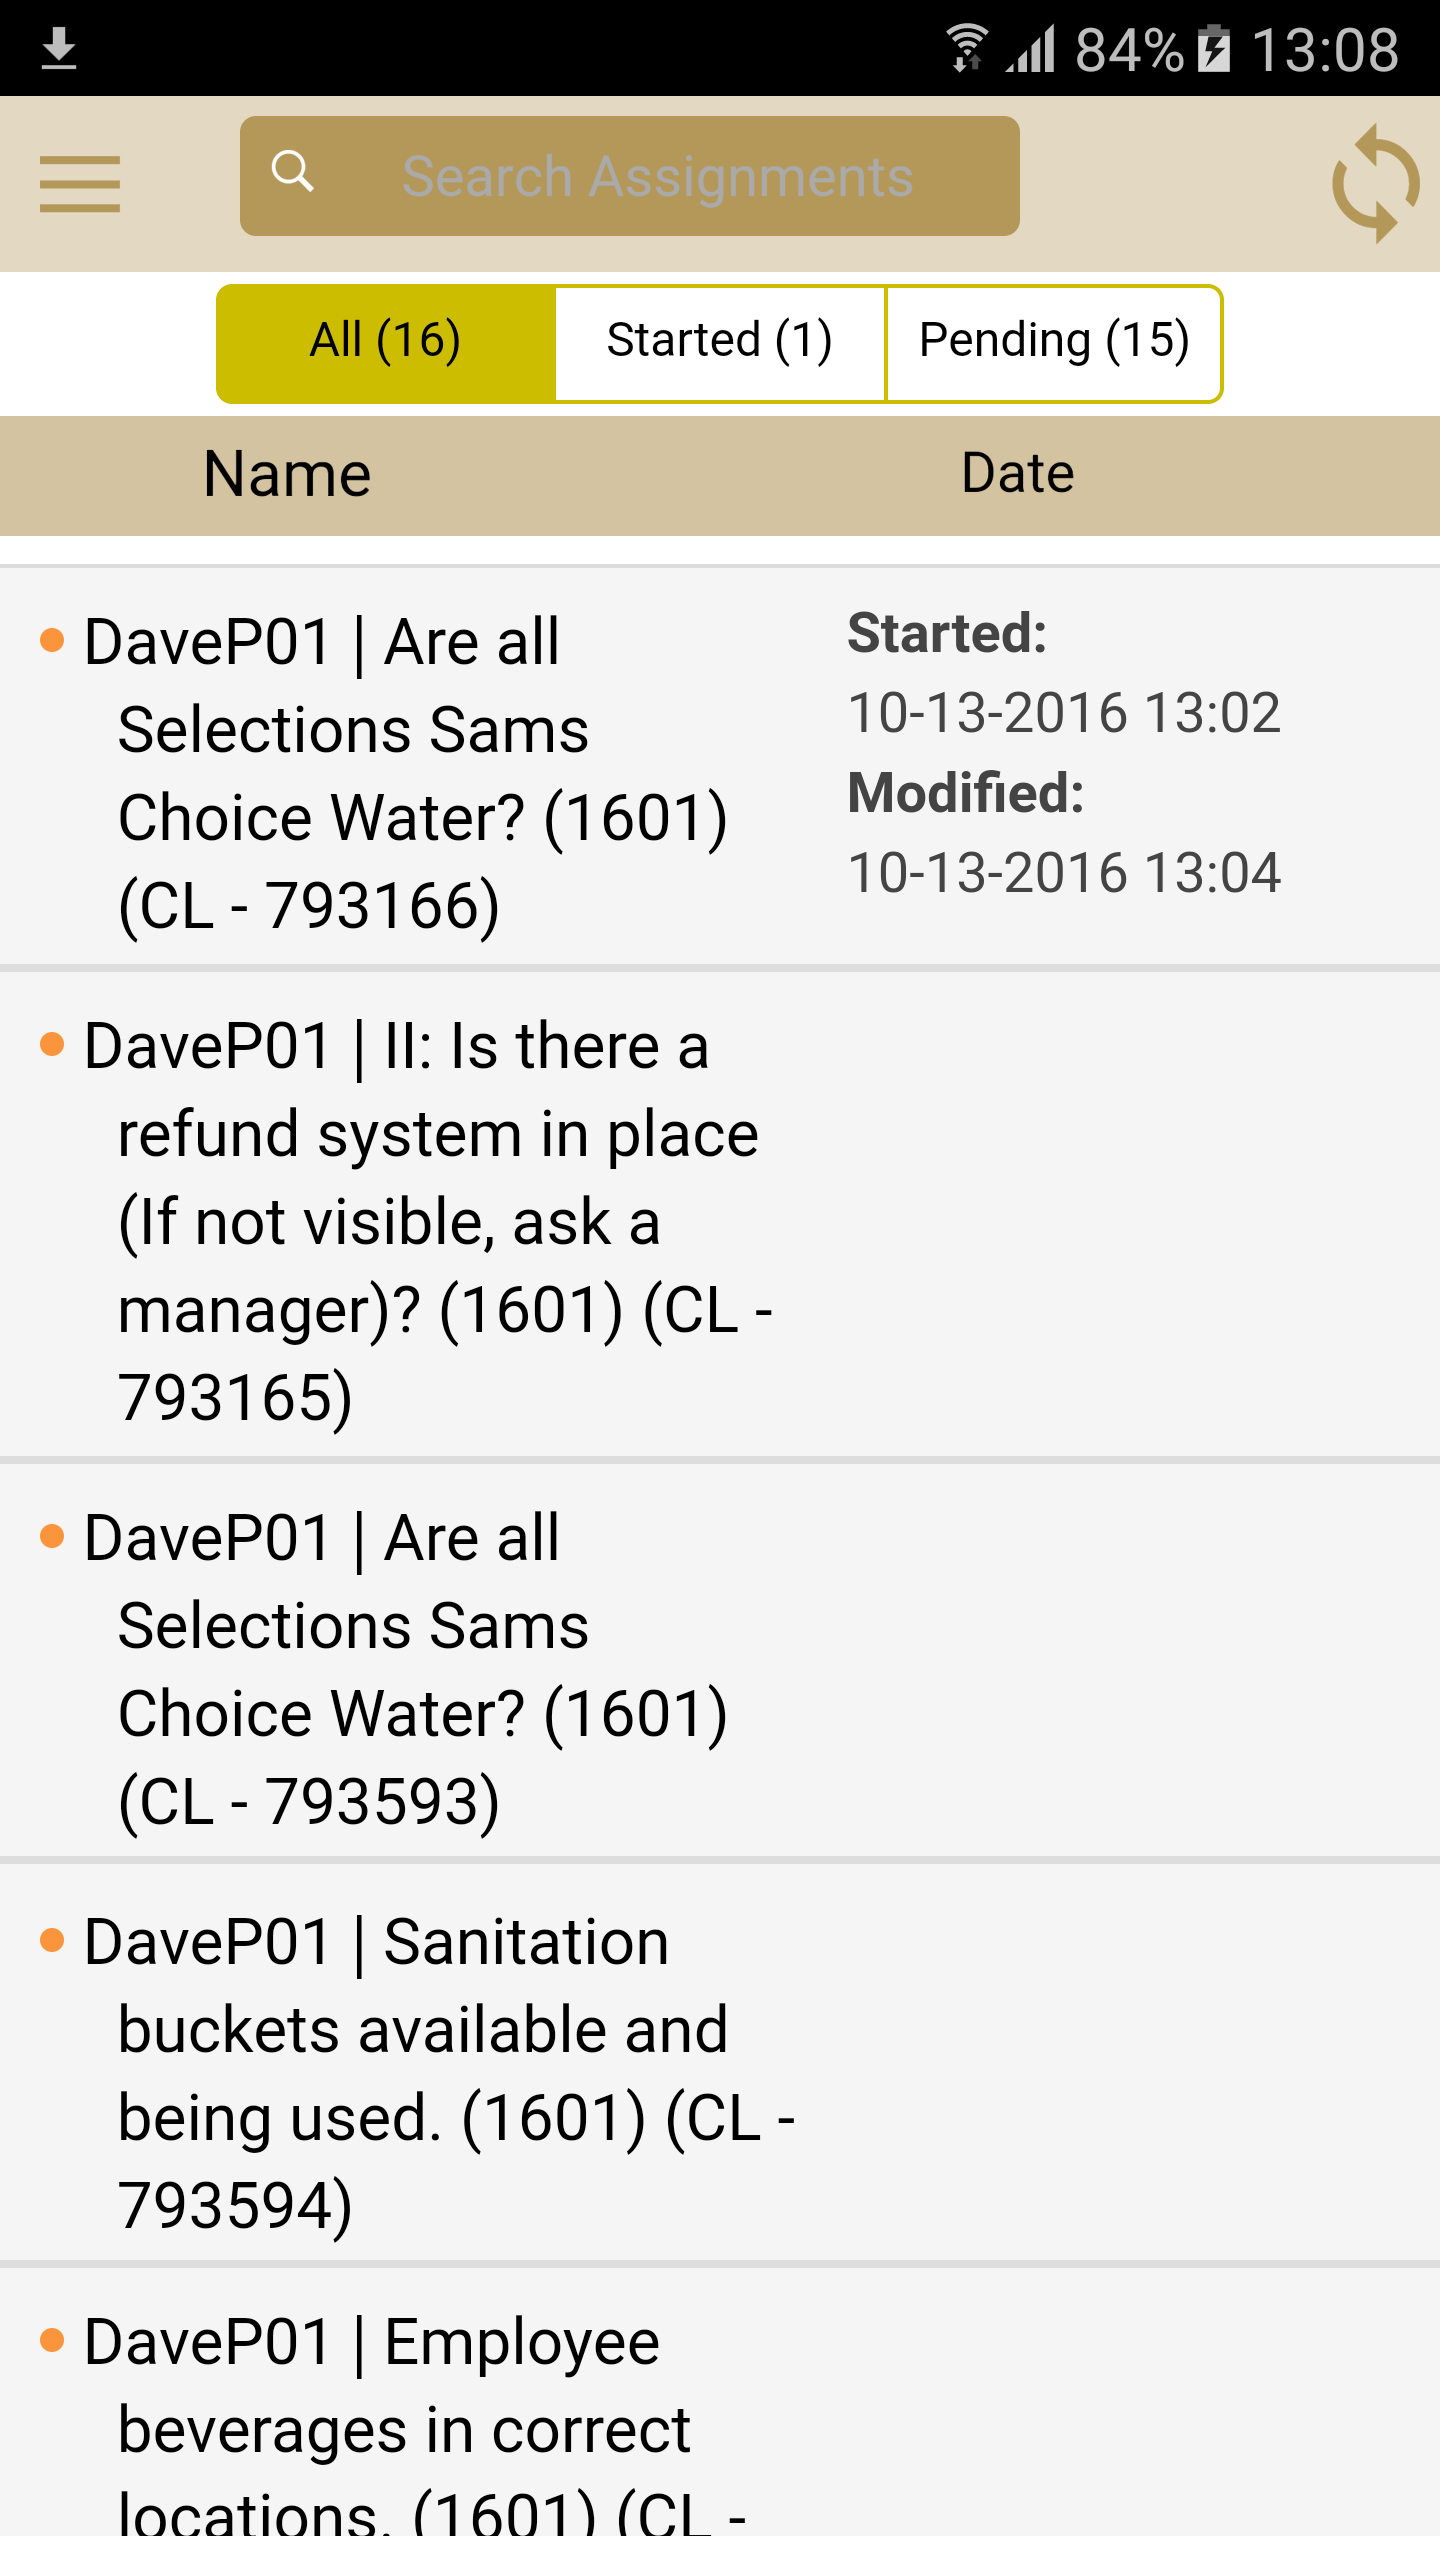 84% 13:08
Search Assignments
All (16) Started (1) Pending (15)
Name Date
DaveP01 | Are all
Selections Sams
Choice Water? (1601)
(CL - 793166)
Started:
10-13-2016 13:02
Modified:
10-13-2016 13:04
DaveP01 | II: Is there a
refund system in place
(If not visible, ask a
manager)? (1601) (CL -
793165)
DaveP01 | Are all
Selections Sams
Choice Water? (1601)
(CL - 793593)
DaveP01 | Sanitation
buckets available and
being used. (1601) (CL -
793594)
DaveP01 | Employee
beverages in correct
locations. (1601) (CL -